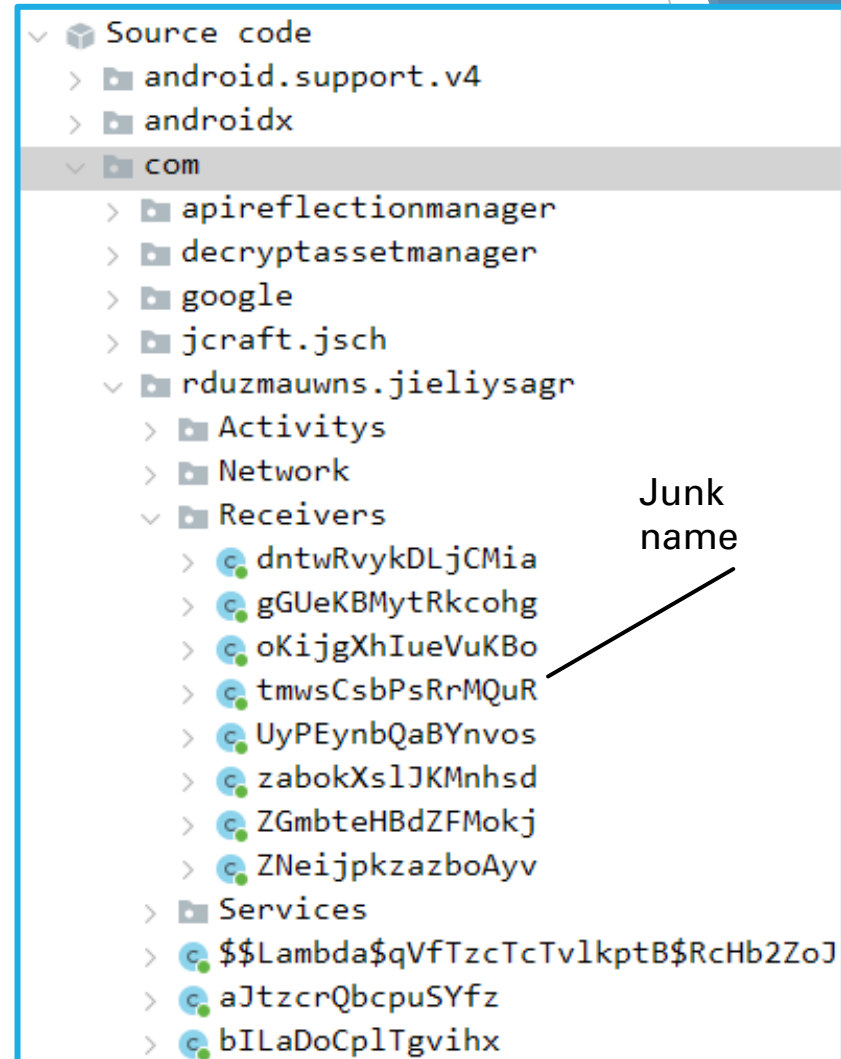 Source code
android.support.v4
androidx
com
apireflectionmanager
decryptassetmanager
google
jcraft.jsch
rduzmauwns.jieliysagr
Activitys
Network
Receivers
Junk
name
dntwRvykDLjCMia
gGUeKBMytRkcohg
oKijgXhIueVuKBo
tmwsCsbPsRrMQuR
UyPEynbQaBYnvos
zabokXslJKMnhsd
ZGmbteHBdZFMokj
ZNeijpkzazboAyv
Services
$$Lambda$qVfTzcTcTvlkptB$RcHb2ZoJ
aJtzcrQbcpuSYfz
bILaDoCplTgvihx